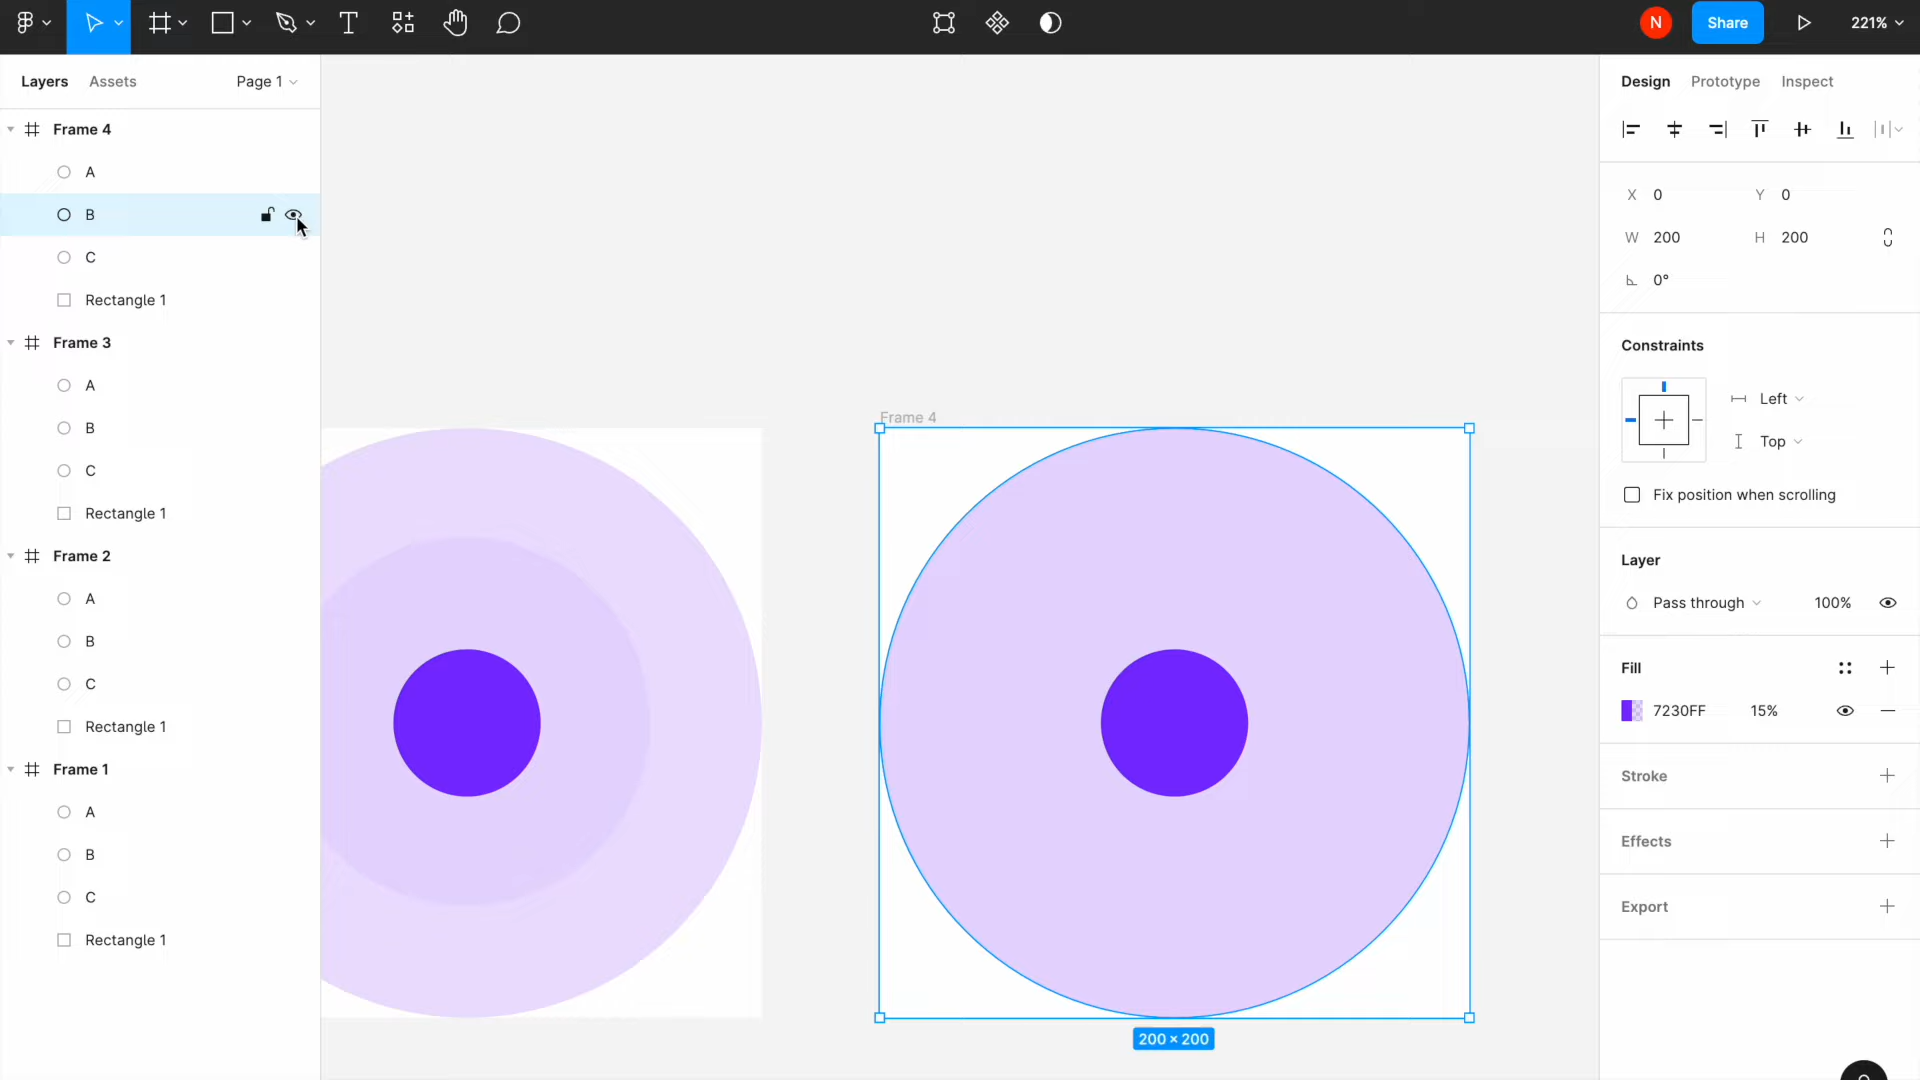 N
Share
221%
Layers
Assets
Page 1
Frame 4
A
B
C
Rectangle 1
Frame 3
A
B
C
Rectangle 1
Frame 2
A
B
C
Rectangle 1
Frame 1
A
B
C
Rectangle 1
Frame 4
200 × 200
Design
Prototype
Inspect
X 0
Y 0
W 200
H 200
0°
Constraints
Left
Top
Fix position when scrolling
Layer
Pass through
100%
Fill
7230FF
15%
Stroke
Effects
Export